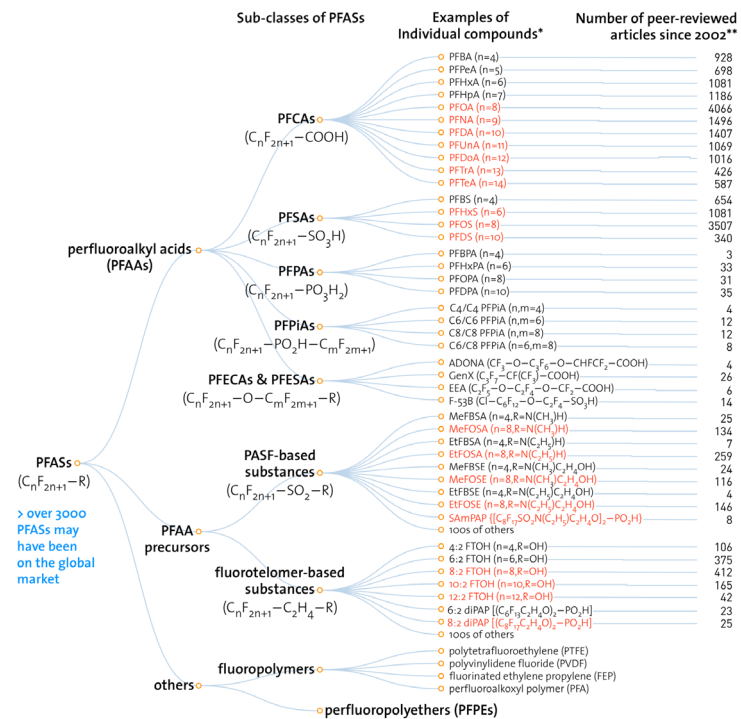 Sub-classes of PFASs
Examples of
Individual compounds*
Number of peer-reviewed
articles since 2002**
PFASs
(CnF2n+1–R)
> over 3000
PFASs may
have been
on the global
market
perfluoroalkyl acids
(PFAAs)
PFCAs
(CnF2n+1–COOH)
PFBA (n=4) 928
PFPeA (n=5) 698
PFHxA (n=6) 1081
PFHpA (n=7) 1186
PFOA (n=8) 4066
PFNA (n=9) 1496
PFDA (n=10) 1407
PFUnA (n=11) 1069
PFDoA (n=12) 1016
PFTrA (n=13) 426
PFTeA (n=14) 587
PFSAs
(CnF2n+1–SO3H)
PFBS (n=4) 654
PFHxS (n=6) 1081
PFOS (n=8) 3507
PFDS (n=10) 340
PFPAs
(CnF2n+1–PO3H2)
PFBPA (n=4) 3
PFHxPA (n=6) 33
PFOPA (n=8) 31
PFDPA (n=10) 35
PFPiAs
(CnF2n+1–PO2H–CmF2m+1)
C4/C4 PFPiA (n,m=4) 4
C6/C6 PFPiA (n,m=6) 12
C8/C8 PFPiA (n,m=8) 12
C6/C8 PFPiA (n=6,m=8) 8
PFECAs & PFESAs
(CnF2n+1–O–CmF2m+1–R)
ADONA (CF3–O–C3F6–O–CHFCF2–COOH) 4
GenX (C3F7–CF(CF3)–COOH) 26
EEA (C2F5–O–C2F4–O–CF2–COOH) 6
F-53B (Cl–C6F12–O–C2F4–SO3H) 14
PFAA
precursors
PASF-based
substances
(CnF2n+1–SO2–R)
MeFBSA (n=4,R=N(CH3)H) 25
MeFOSA (n=8,R=N(CH3)H) 134
EtFBSA (n=4,R=N(C2H5)H) 7
EtFOSA (n=8,R=N(C2H5)H) 259
MeFBSE (n=4,R=N(CH3)C2H4OH) 24
MeFOSE (n=8,R=N(CH3)C2H4OH) 116
EtFBSE (n=4,R=N(C2H5)C2H4OH) 4
EtFOSE (n=8,R=N(C2H5)C2H4OH) 146
SAmPAP {[C8F17SO2N(C2H5)C2H4O]2–PO2H} 8
100s of others
fluorotelomer-based
substances
(CnF2n+1–C2H4–R)
4:2 FTOH (n=4,R=OH) 106
6:2 FTOH (n=6,R=OH) 375
8:2 FTOH (n=8,R=OH) 412
10:2 FTOH (n=10,R=OH) 165
12:2 FTOH (n=12,R=OH) 42
6:2 diPAP [(C6F13C2H4O)2–PO2H] 23
8:2 diPAP [(C8F17C2H4O)2–PO2H] 25
100s of others
others
fluoropolymers
polytetrafluoroethylene (PTFE)
polyvinylidene fluoride (PVDF)
fluorinated ethylene propylene (FEP)
perfluoroalkoxyl polymer (PFA)
perfluoropolyethers (PFPEs)